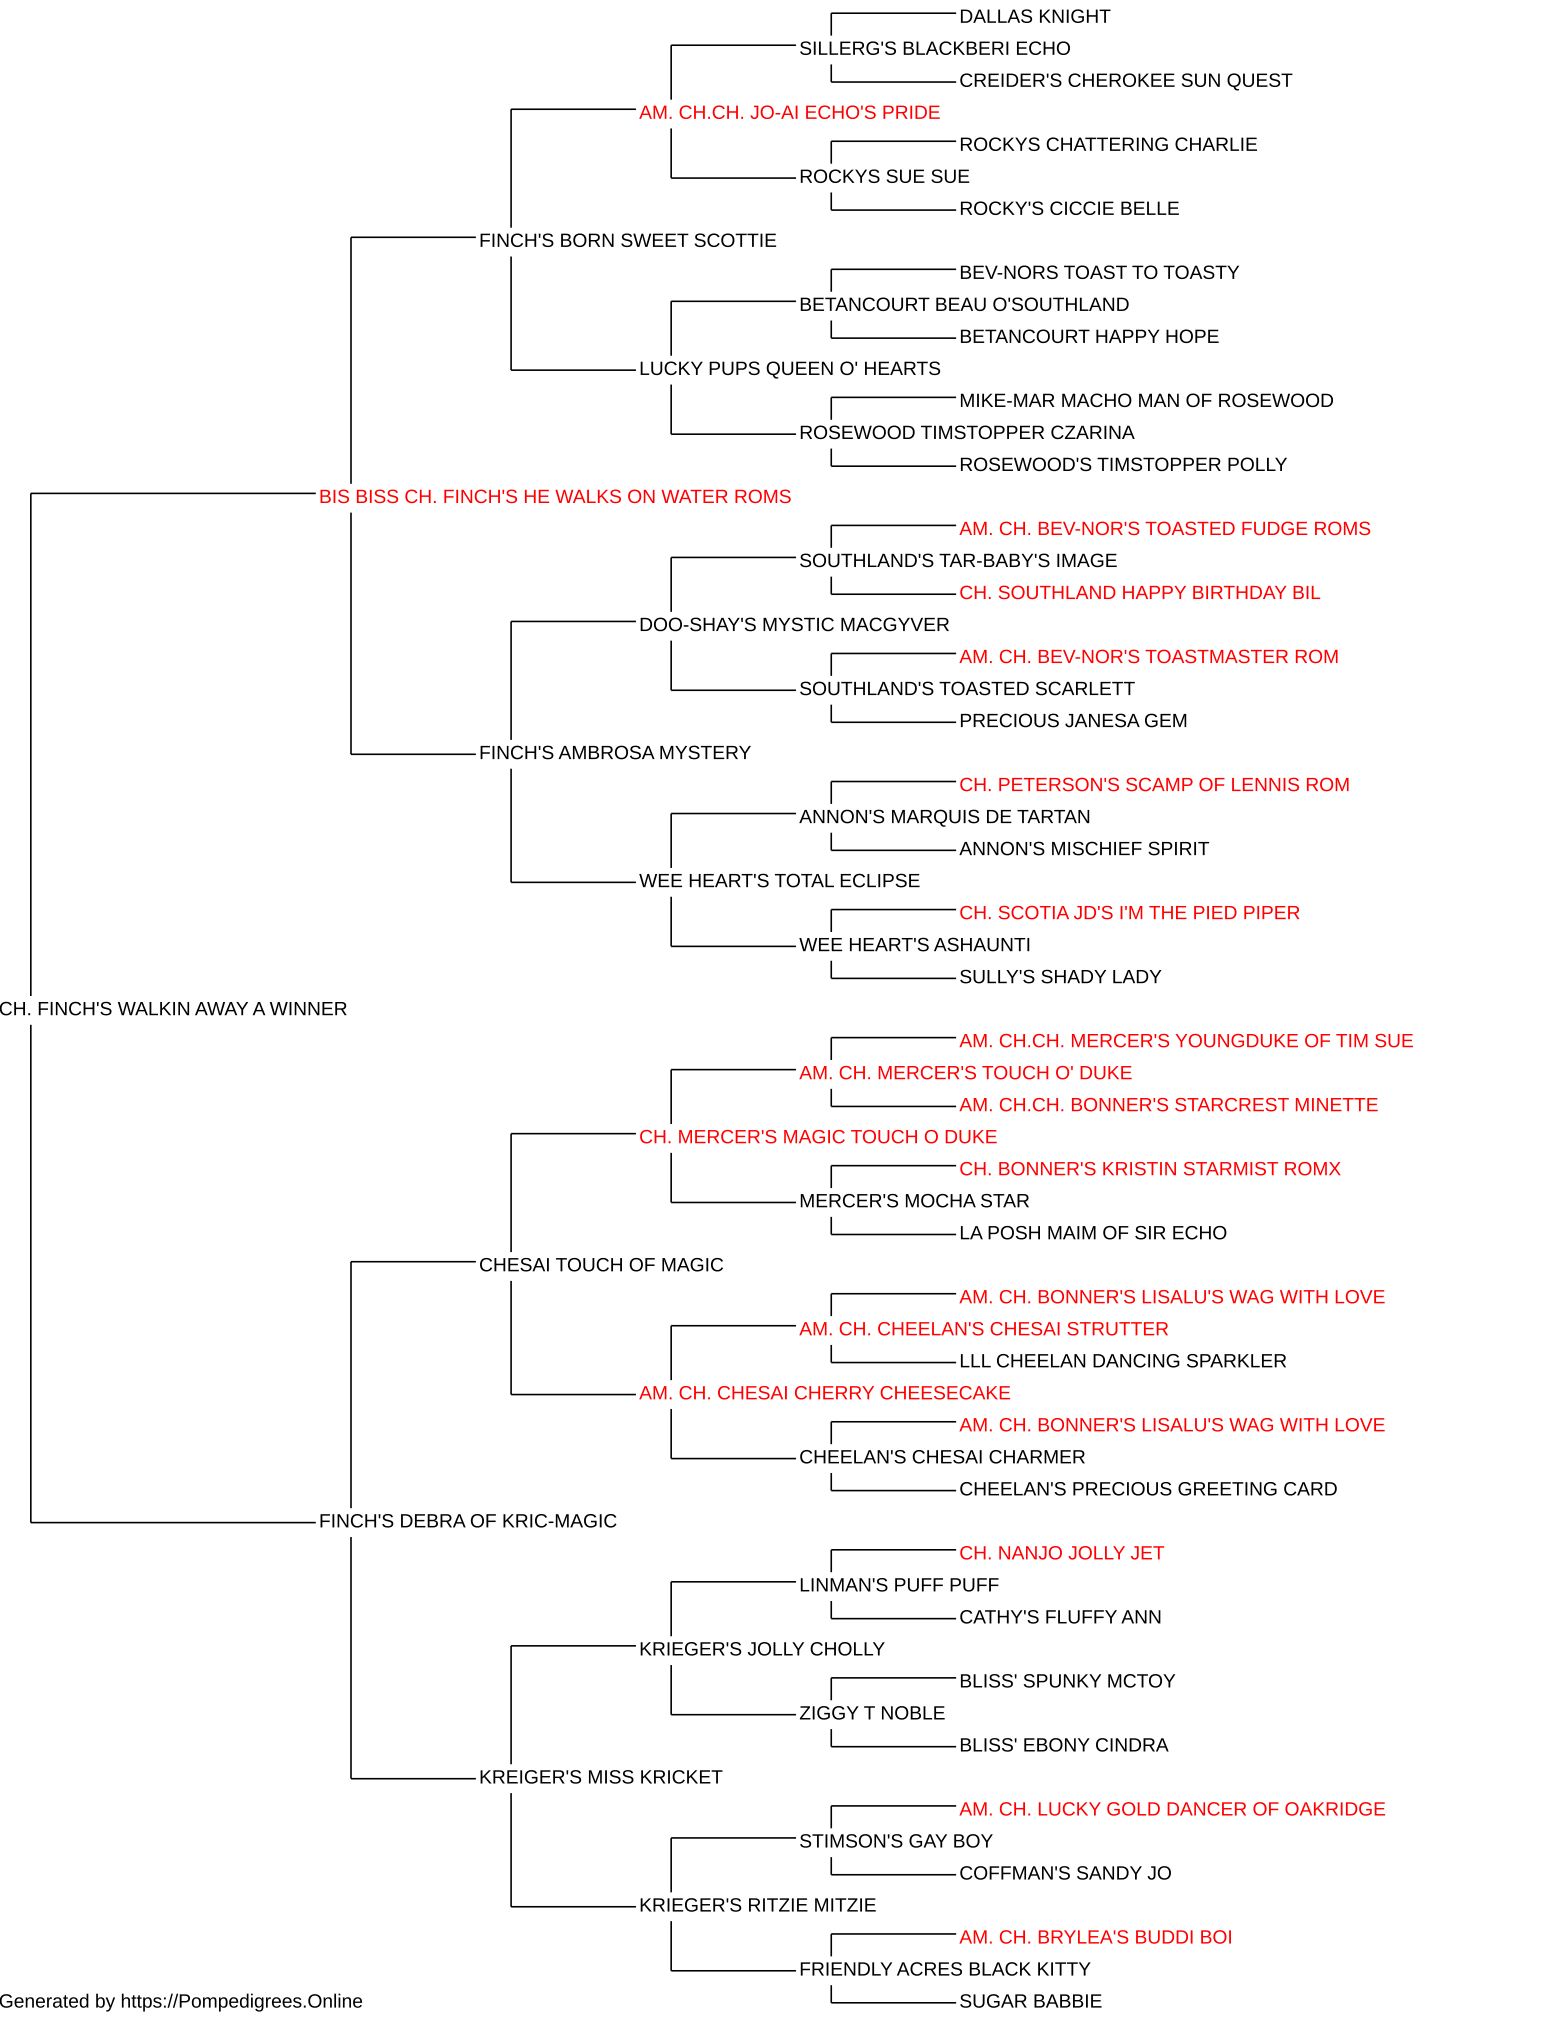 DALLAS KNIGHT
SILLERG'S BLACKBERI ECHO
CREIDER'S CHEROKEE SUN QUEST
AM. CH.CH. JO-AI ECHO'S PRIDE
ROCKYS CHATTERING CHARLIE
ROCKYS SUE SUE
ROCKY'S CICCIE BELLE
FINCH'S BORN SWEET SCOTTIE
BEV-NORS TOAST TO TOASTY
BETANCOURT BEAU O'SOUTHLAND
BETANCOURT HAPPY HOPE
LUCKY PUPS QUEEN O' HEARTS
MIKE-MAR MACHO MAN OF ROSEWOOD
ROSEWOOD TIMSTOPPER CZARINA
ROSEWOOD'S TIMSTOPPER POLLY
BIS BISS CH. FINCH'S HE WALKS ON WATER ROMS
AM. CH. BEV-NOR'S TOASTED FUDGE ROMS
SOUTHLAND'S TAR-BABY'S IMAGE
CH. SOUTHLAND HAPPY BIRTHDAY BIL
DOO-SHAY'S MYSTIC MACGYVER
AM. CH. BEV-NOR'S TOASTMASTER ROM
SOUTHLAND'S TOASTED SCARLETT
PRECIOUS JANESA GEM
FINCH'S AMBROSA MYSTERY
CH. PETERSON'S SCAMP OF LENNIS ROM
ANNON'S MARQUIS DE TARTAN
ANNON'S MISCHIEF SPIRIT
WEE HEART'S TOTAL ECLIPSE
CH. SCOTIA JD'S I'M THE PIED PIPER
WEE HEART'S ASHAUNTI
SULLY'S SHADY LADY
CH. FINCH'S WALKIN AWAY A WINNER
AM. CH.CH. MERCER'S YOUNGDUKE OF TIM SUE
AM. CH. MERCER'S TOUCH O' DUKE
AM. CH.CH. BONNER'S STARCREST MINETTE
CH. MERCER'S MAGIC TOUCH O DUKE
CH. BONNER'S KRISTIN STARMIST ROMX
MERCER'S MOCHA STAR
LA POSH MAIM OF SIR ECHO
CHESAI TOUCH OF MAGIC
AM. CH. BONNER'S LISALU'S WAG WITH LOVE
AM. CH. CHEELAN'S CHESAI STRUTTER
LLL CHEELAN DANCING SPARKLER
AM. CH. CHESAI CHERRY CHEESECAKE
AM. CH. BONNER'S LISALU'S WAG WITH LOVE
CHEELAN'S CHESAI CHARMER
CHEELAN'S PRECIOUS GREETING CARD
FINCH'S DEBRA OF KRIC-MAGIC
CH. NANJO JOLLY JET
LINMAN'S PUFF PUFF
CATHY'S FLUFFY ANN
KRIEGER'S JOLLY CHOLLY
BLISS' SPUNKY MCTOY
ZIGGY T NOBLE
BLISS' EBONY CINDRA
KREIGER'S MISS KRICKET
AM. CH. LUCKY GOLD DANCER OF OAKRIDGE
STIMSON'S GAY BOY
COFFMAN'S SANDY JO
KRIEGER'S RITZIE MITZIE
AM. CH. BRYLEA'S BUDDI BOI
FRIENDLY ACRES BLACK KITTY
SUGAR BABBIE
Generated by https://Pompedigrees.Online